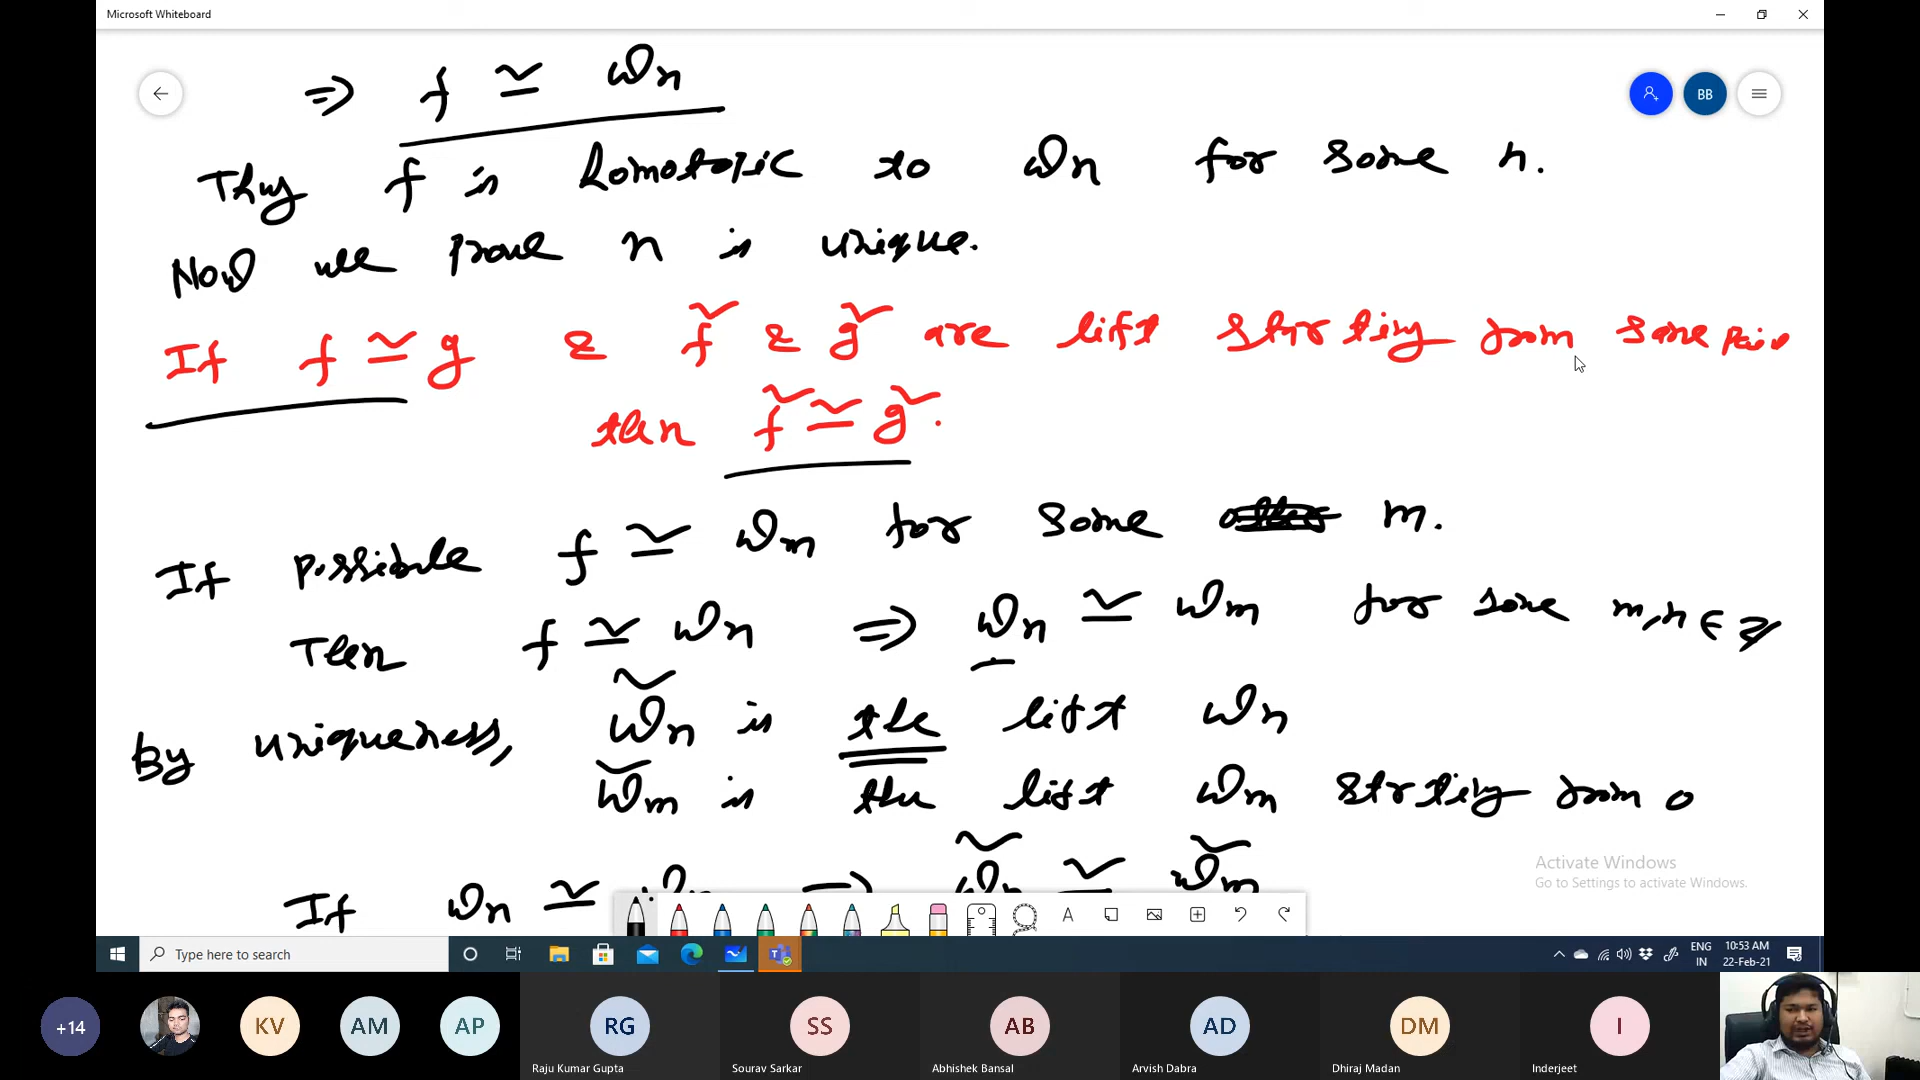 Microsoft Whiteboard
⇒ f ≃ ωn
BB
Thus f is homotopic to ωn for some n.
Now we prove n is unique.
If f ≃ g & f̃ & g̃ are lift strting from same
then f̃ ≃ g̃.
If possible f ≃ ωm for some m.
Then f ≃ ωn ⇒ ωn ≃ ωm for some m,n ∈ ℤ
By uniqueness, ω̃n is the lift ωn
ω̃m is the lift ωm strting from 0
If ωn ≃ ⇒ ω̃n ≃ ω̃m
Activate Windows
Go to Settings to activate Windows.
Type here to search
ENG
IN
10:53 AM
22-Feb-21
+14
KV
AM
AP
RG
SS
AB
AD
DM
I
Raju Kumar Gupta
Sourav Sarkar
Abhishek Bansal
Arvish Dabra
Dhiraj Madan
Inderjeet